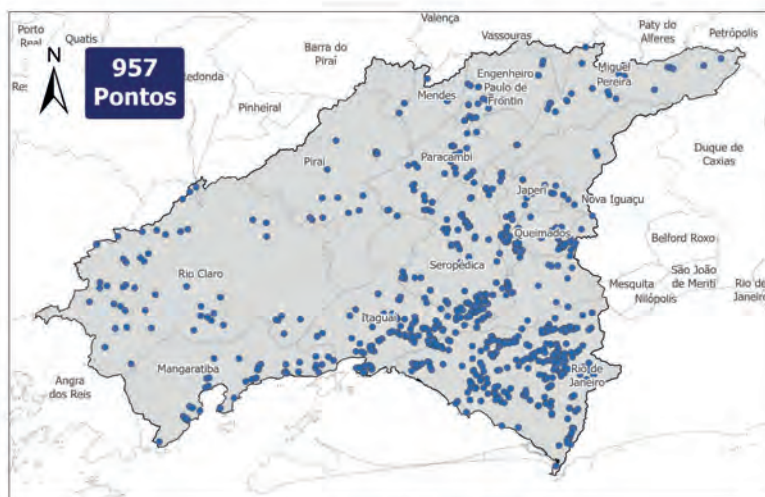 Porto
Real
Quatis
Valença
Vassouras
Paty do
Alferes
Petrópolis
N
957
Pontos
Barra do
Piraí
Redonda
Pinheiral
Mendes
Engenheiro
Paulo de
Frontin
Miguel
Pereira
Piraí
Paracambi
Duque de
Caxias
Japeri
Nova Iguaçu
Queimados
Belford Roxo
Rio Claro
Seropédica
Mesquita
São João
de Meriti
Nilópolis
Rio de
Janeiro
Itaguaí
Mangaratiba
Angra
dos Reis
Rio de
Janeiro